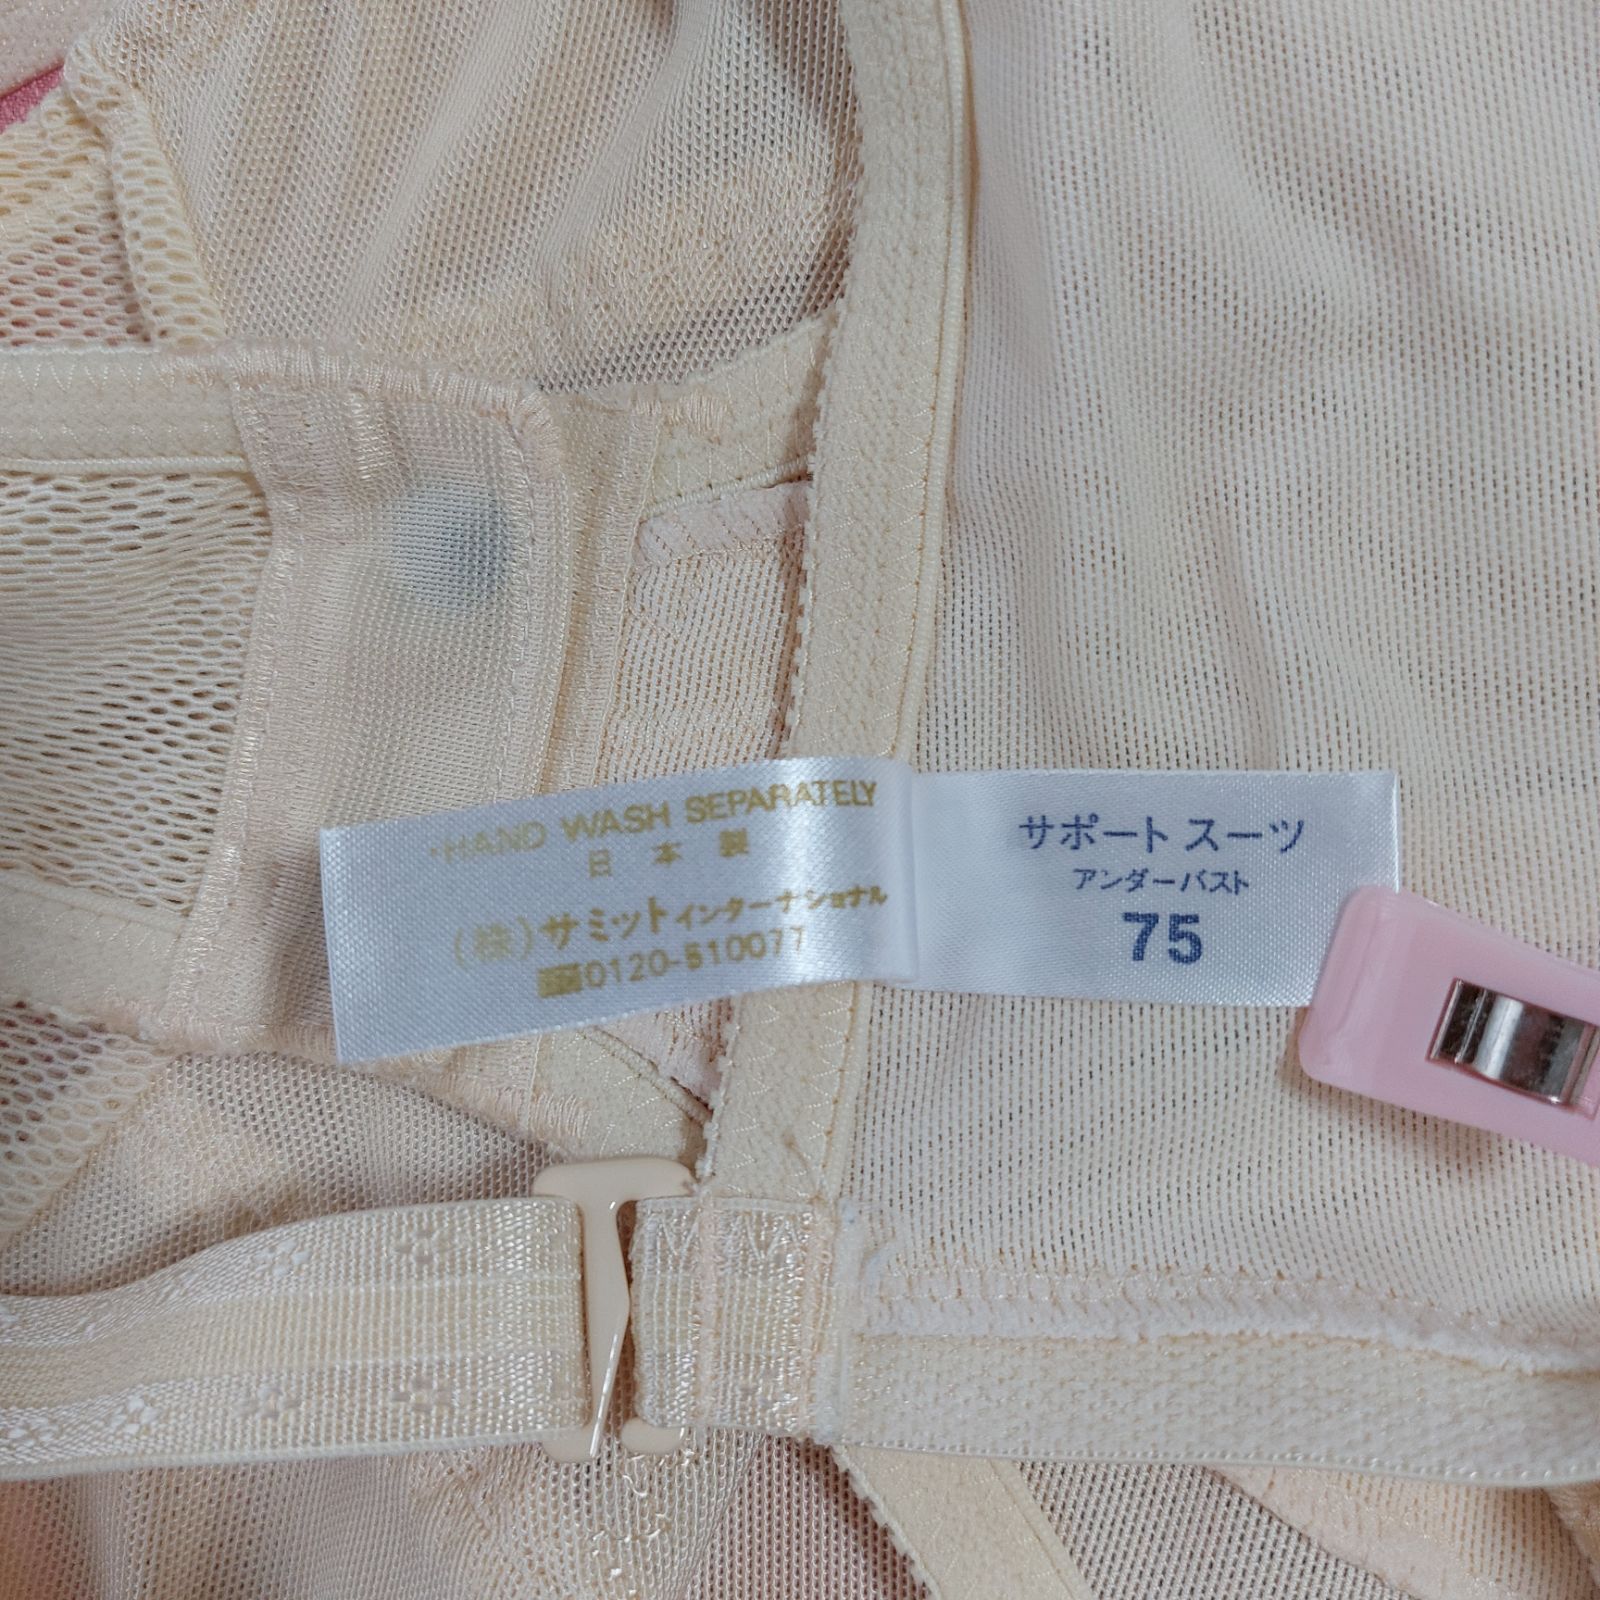 ・HAND WASH SEPARATELY
日本製
(株)サミットインターナショナル
0120-510077
サポートスーツ
アンダーバスト
75